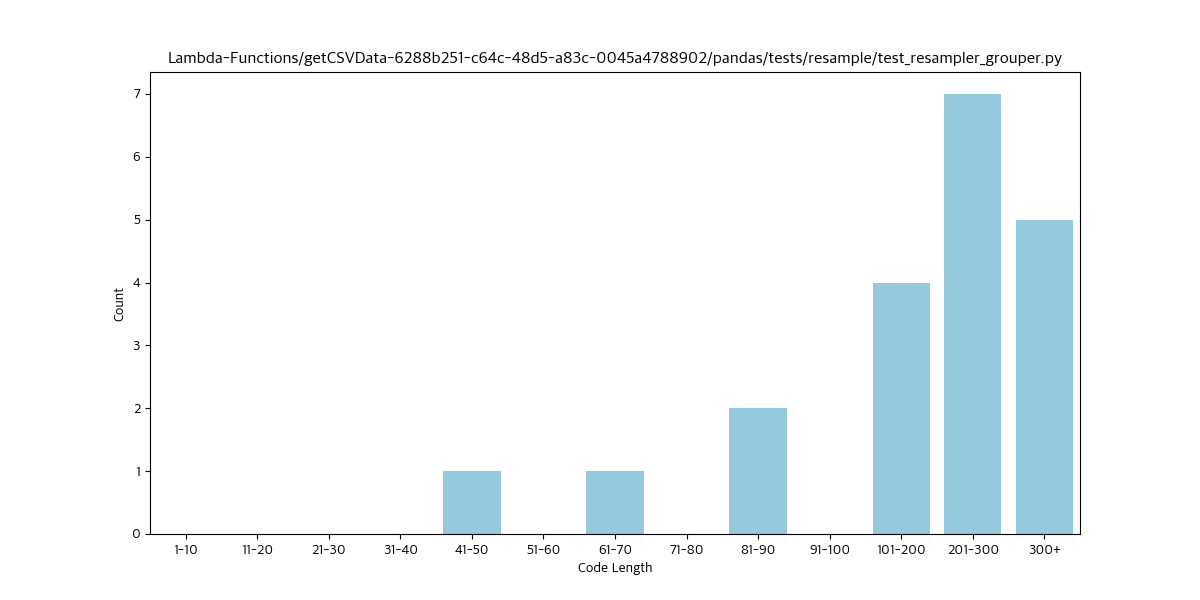 Lambda-Functions/getCSVData-6288b251-c64c-48d5-a83c-0045a4788902/pandas/tests/resample/test_resampler_grouper.py
7
6
5
4
3
2
1
0
Count
1-10 11-20 21-30 31-40 41-50 51-60 61-70 71-80 81-90 91-100 101-200 201-300 300+
Code Length